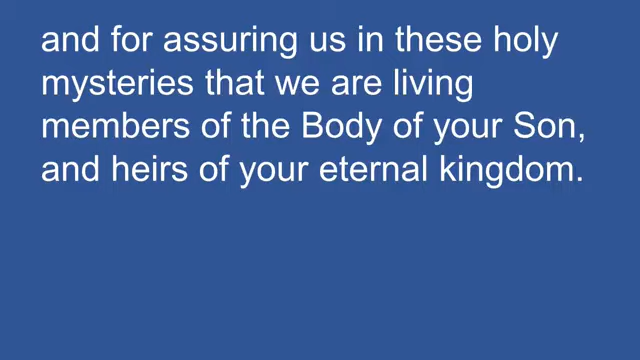 and for assuring us in these holy
mysteries that we are living
members of the Body of your Son,
and heirs of your eternal kingdom.